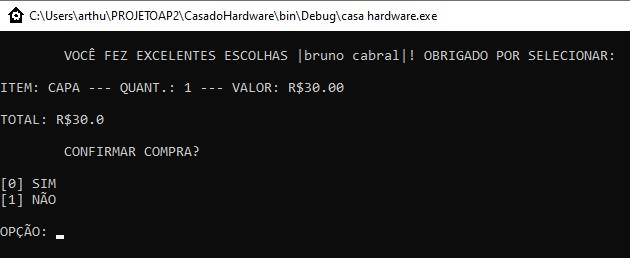 C:\Users\arthu\PROJETOAP2\CasadoHardware\bin\Debug\casa hardware.exe
VOCÊ FEZ EXCELENTES ESCOLHAS |bruno cabral|! OBRIGADO POR SELECIONAR:
ITEM: CAPA --- QUANT.: 1 --- VALOR: R$30.00
TOTAL: R$30.0
CONFIRMAR COMPRA?
[0] SIM
[1] NÃO
OPÇÃO: